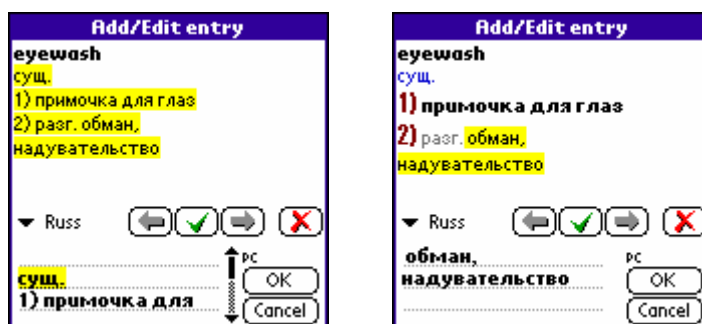 Add/Edit entry
eyewash
сущ.
1) примочка для глаз
2) разг. обман,
надувательство
Russ
PC
сущ.
1) примочка для
OK
Cancel
Add/Edit entry
eyewash
сущ.
1) примочка для глаз
2) разг. обман,
надувательство
Russ
обман,
надувательство
PC
OK
Cancel